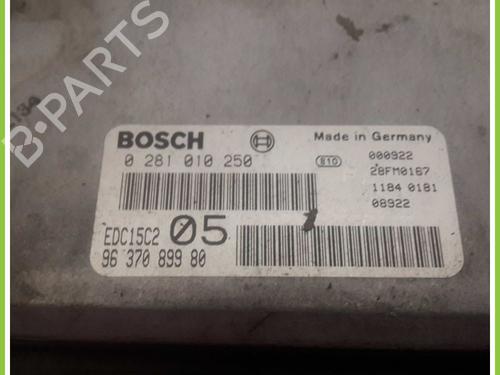 B-PARTS
BOSCH Made in Germany
0 281 010 250 810 000922
28FM0167
1184 0181
08922
EDC15C2 05
96 370 899 80